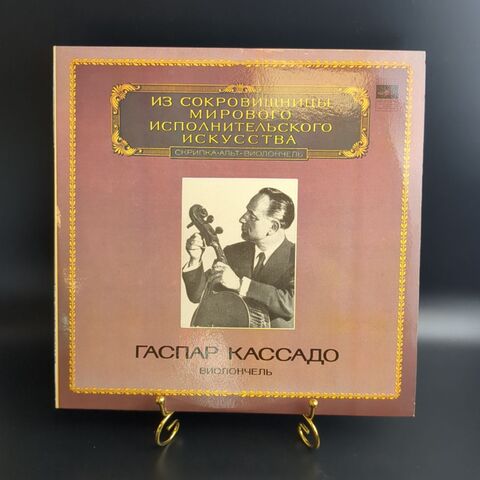 ИЗ СОКРОВИЩНИЦЫ
МИРОВОГО
ИСПОЛНИТЕЛЬСКОГО
ИСКУССТВА
СКРИПКА·АЛЬТ·ВИОЛОНЧЕЛЬ
ГАСПАР КАССАДО
ВИОЛОНЧЕЛЬ